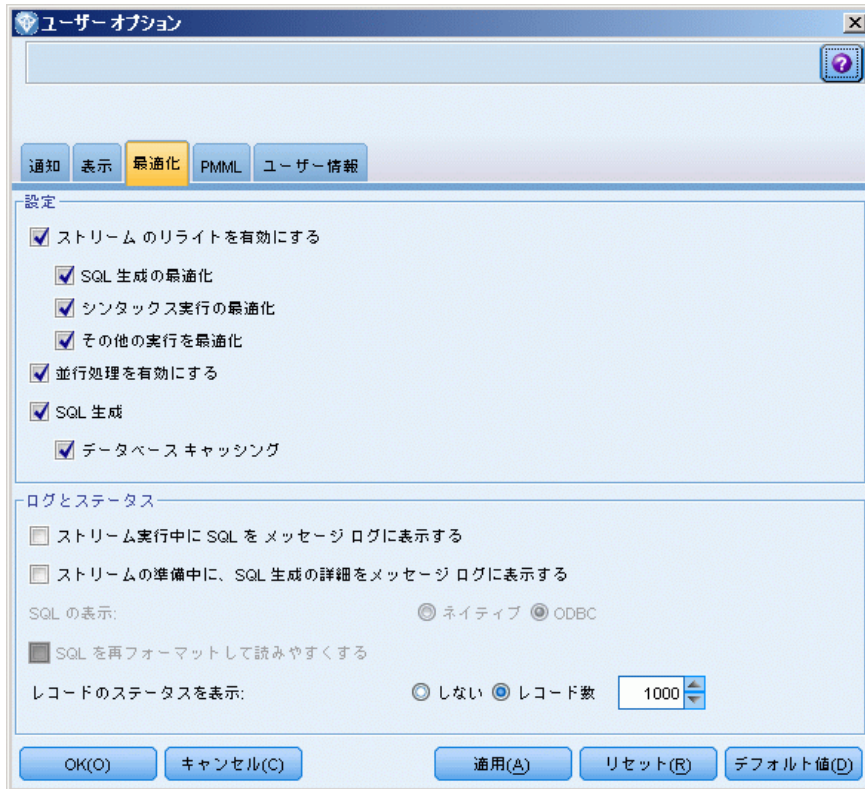 ユーザー オプション
通知 表示 最適化 PMML ユーザー情報
設定
ストリーム のリライトを有効にする
SQL 生成の最適化
シンタックス実行の最適化
その他の実行を最適化
並行処理を有効にする
SQL 生成
データベース キャッシング
ログとステータス
ストリーム実行中に SQL を メッセージ ログに表示する
ストリームの準備中に、SQL 生成の詳細をメッセージ ログに表示する
SQL の表示: ネイティブ ODBC
SQL を再フォーマットして読みやすくする
レコードのステータスを表示: しない レコード数 1000
OK(O) キャンセル(C) 適用(A) リセット(R) デフォルト値(D)